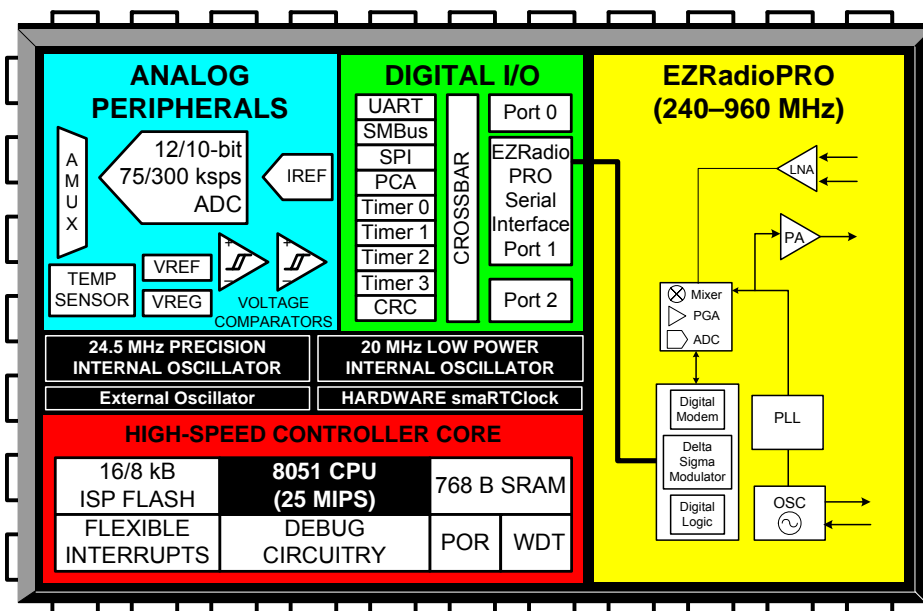 ANALOG
PERIPHERALS
A
M
U
X
12/10-bit
75/300 ksps
ADC
IREF
TEMP
SENSOR
VREF
VREG
+
-
+
-
VOLTAGE
COMPARATORS
DIGITAL I/O
UART
SMBus
SPI
PCA
Timer 0
Timer 1
Timer 2
Timer 3
CRC
CROSSBAR
Port 0
EZRadio
PRO
Serial
Interface
Port 1
Port 2
EZRadioPRO
(240–960 MHz)
LNA
PA
Mixer
PGA
ADC
Digital
Modem
Delta
Sigma
Modulator
Digital
Logic
PLL
OSC
24.5 MHz PRECISION
INTERNAL OSCILLATOR
20 MHz LOW POWER
INTERNAL OSCILLATOR
External Oscillator
HARDWARE smaRTClock
HIGH-SPEED CONTROLLER CORE
16/8 kB
ISP FLASH
8051 CPU
(25 MIPS)
768 B SRAM
FLEXIBLE
INTERRUPTS
DEBUG
CIRCUITRY
POR
WDT